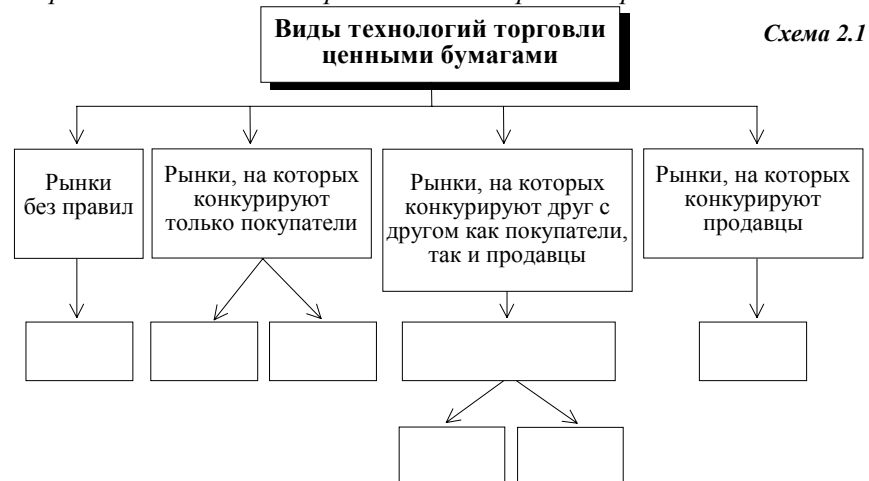 Виды технологий торговли
ценными бумагами
Схема 2.1
Рынки
без правил
Рынки, на которых
конкурируют
только покупатели
Рынки, на которых
конкурируют друг с
другом как покупатели,
так и продавцы
Рынки, на которых
конкурируют
продавцы